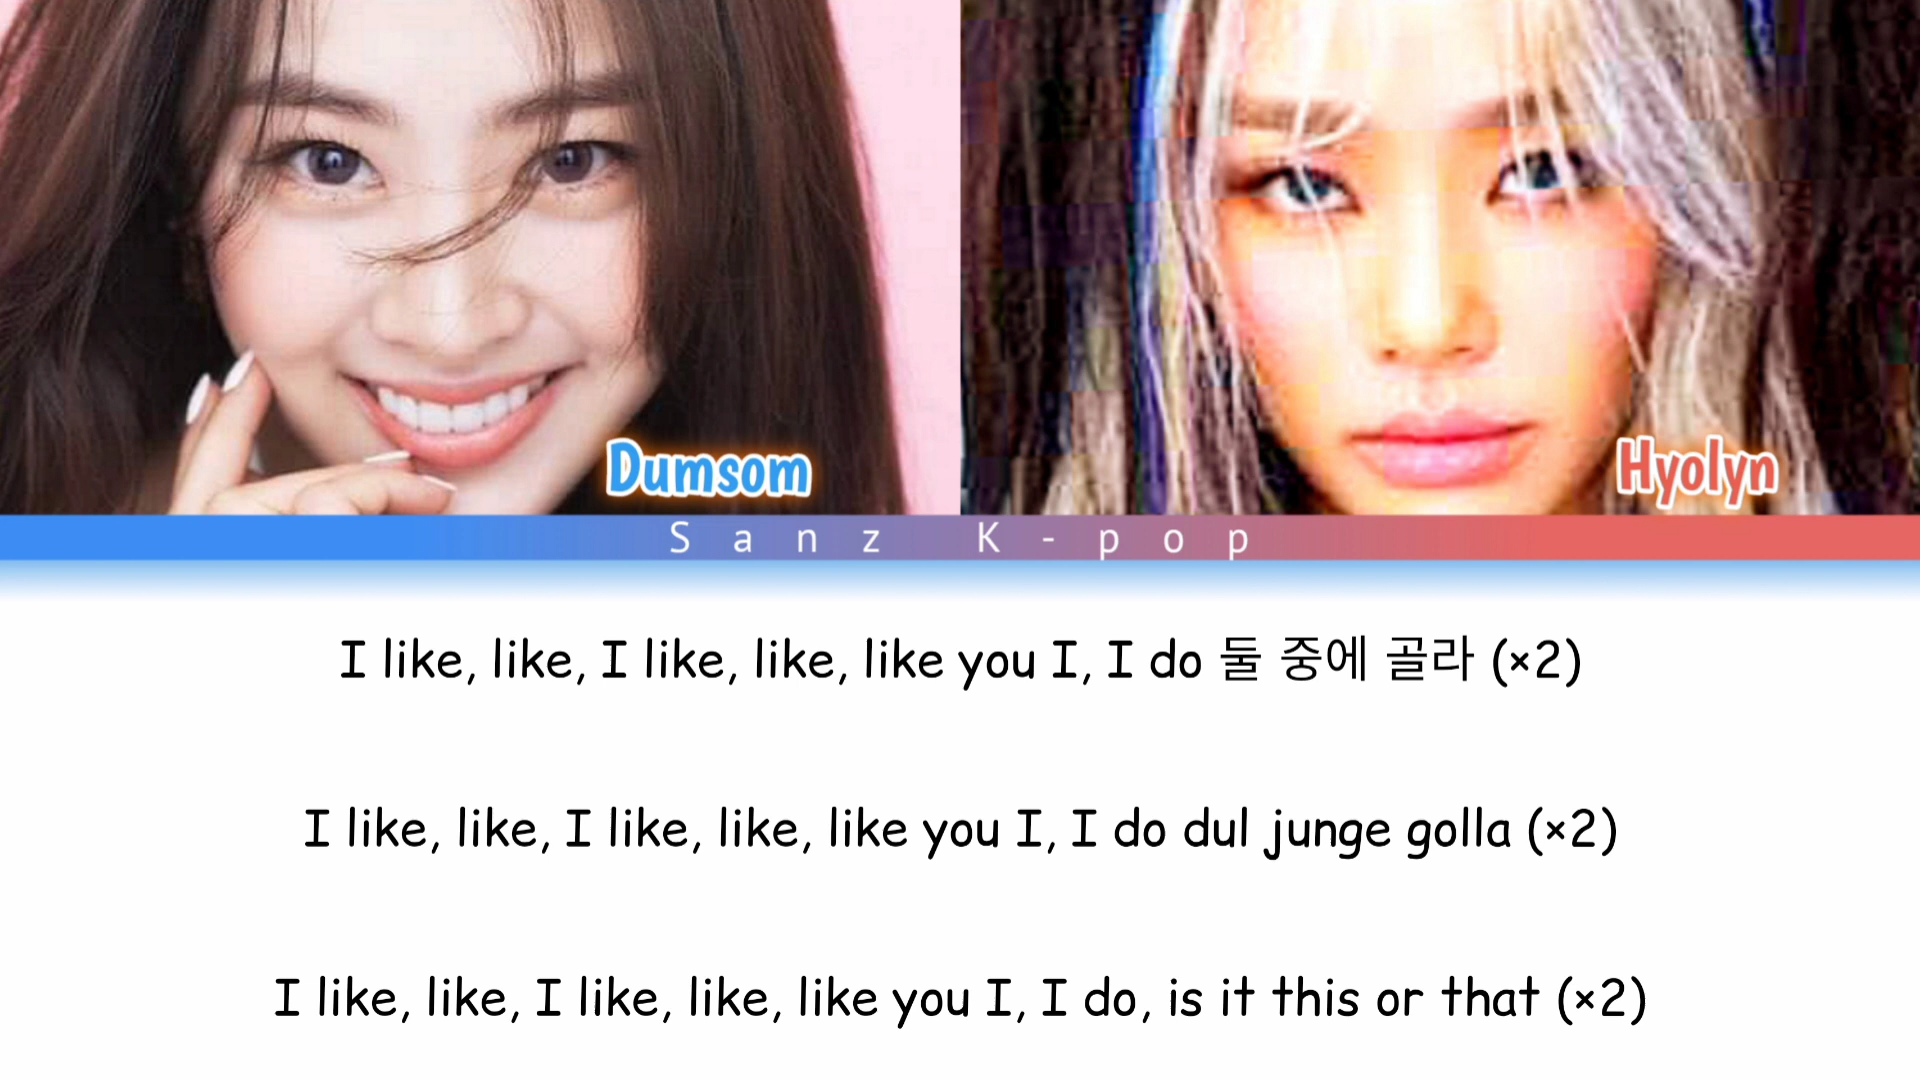 Dumsom
Hyolyn
Sanz K-pop
I like, like, I like, like, like you I, I do 둘 중에 골라 (×2)
I like, like, I like, like, like you I, I do dul junge golla (×2)
I like, like, I like, like, like you I, I do, is it this or that (×2)